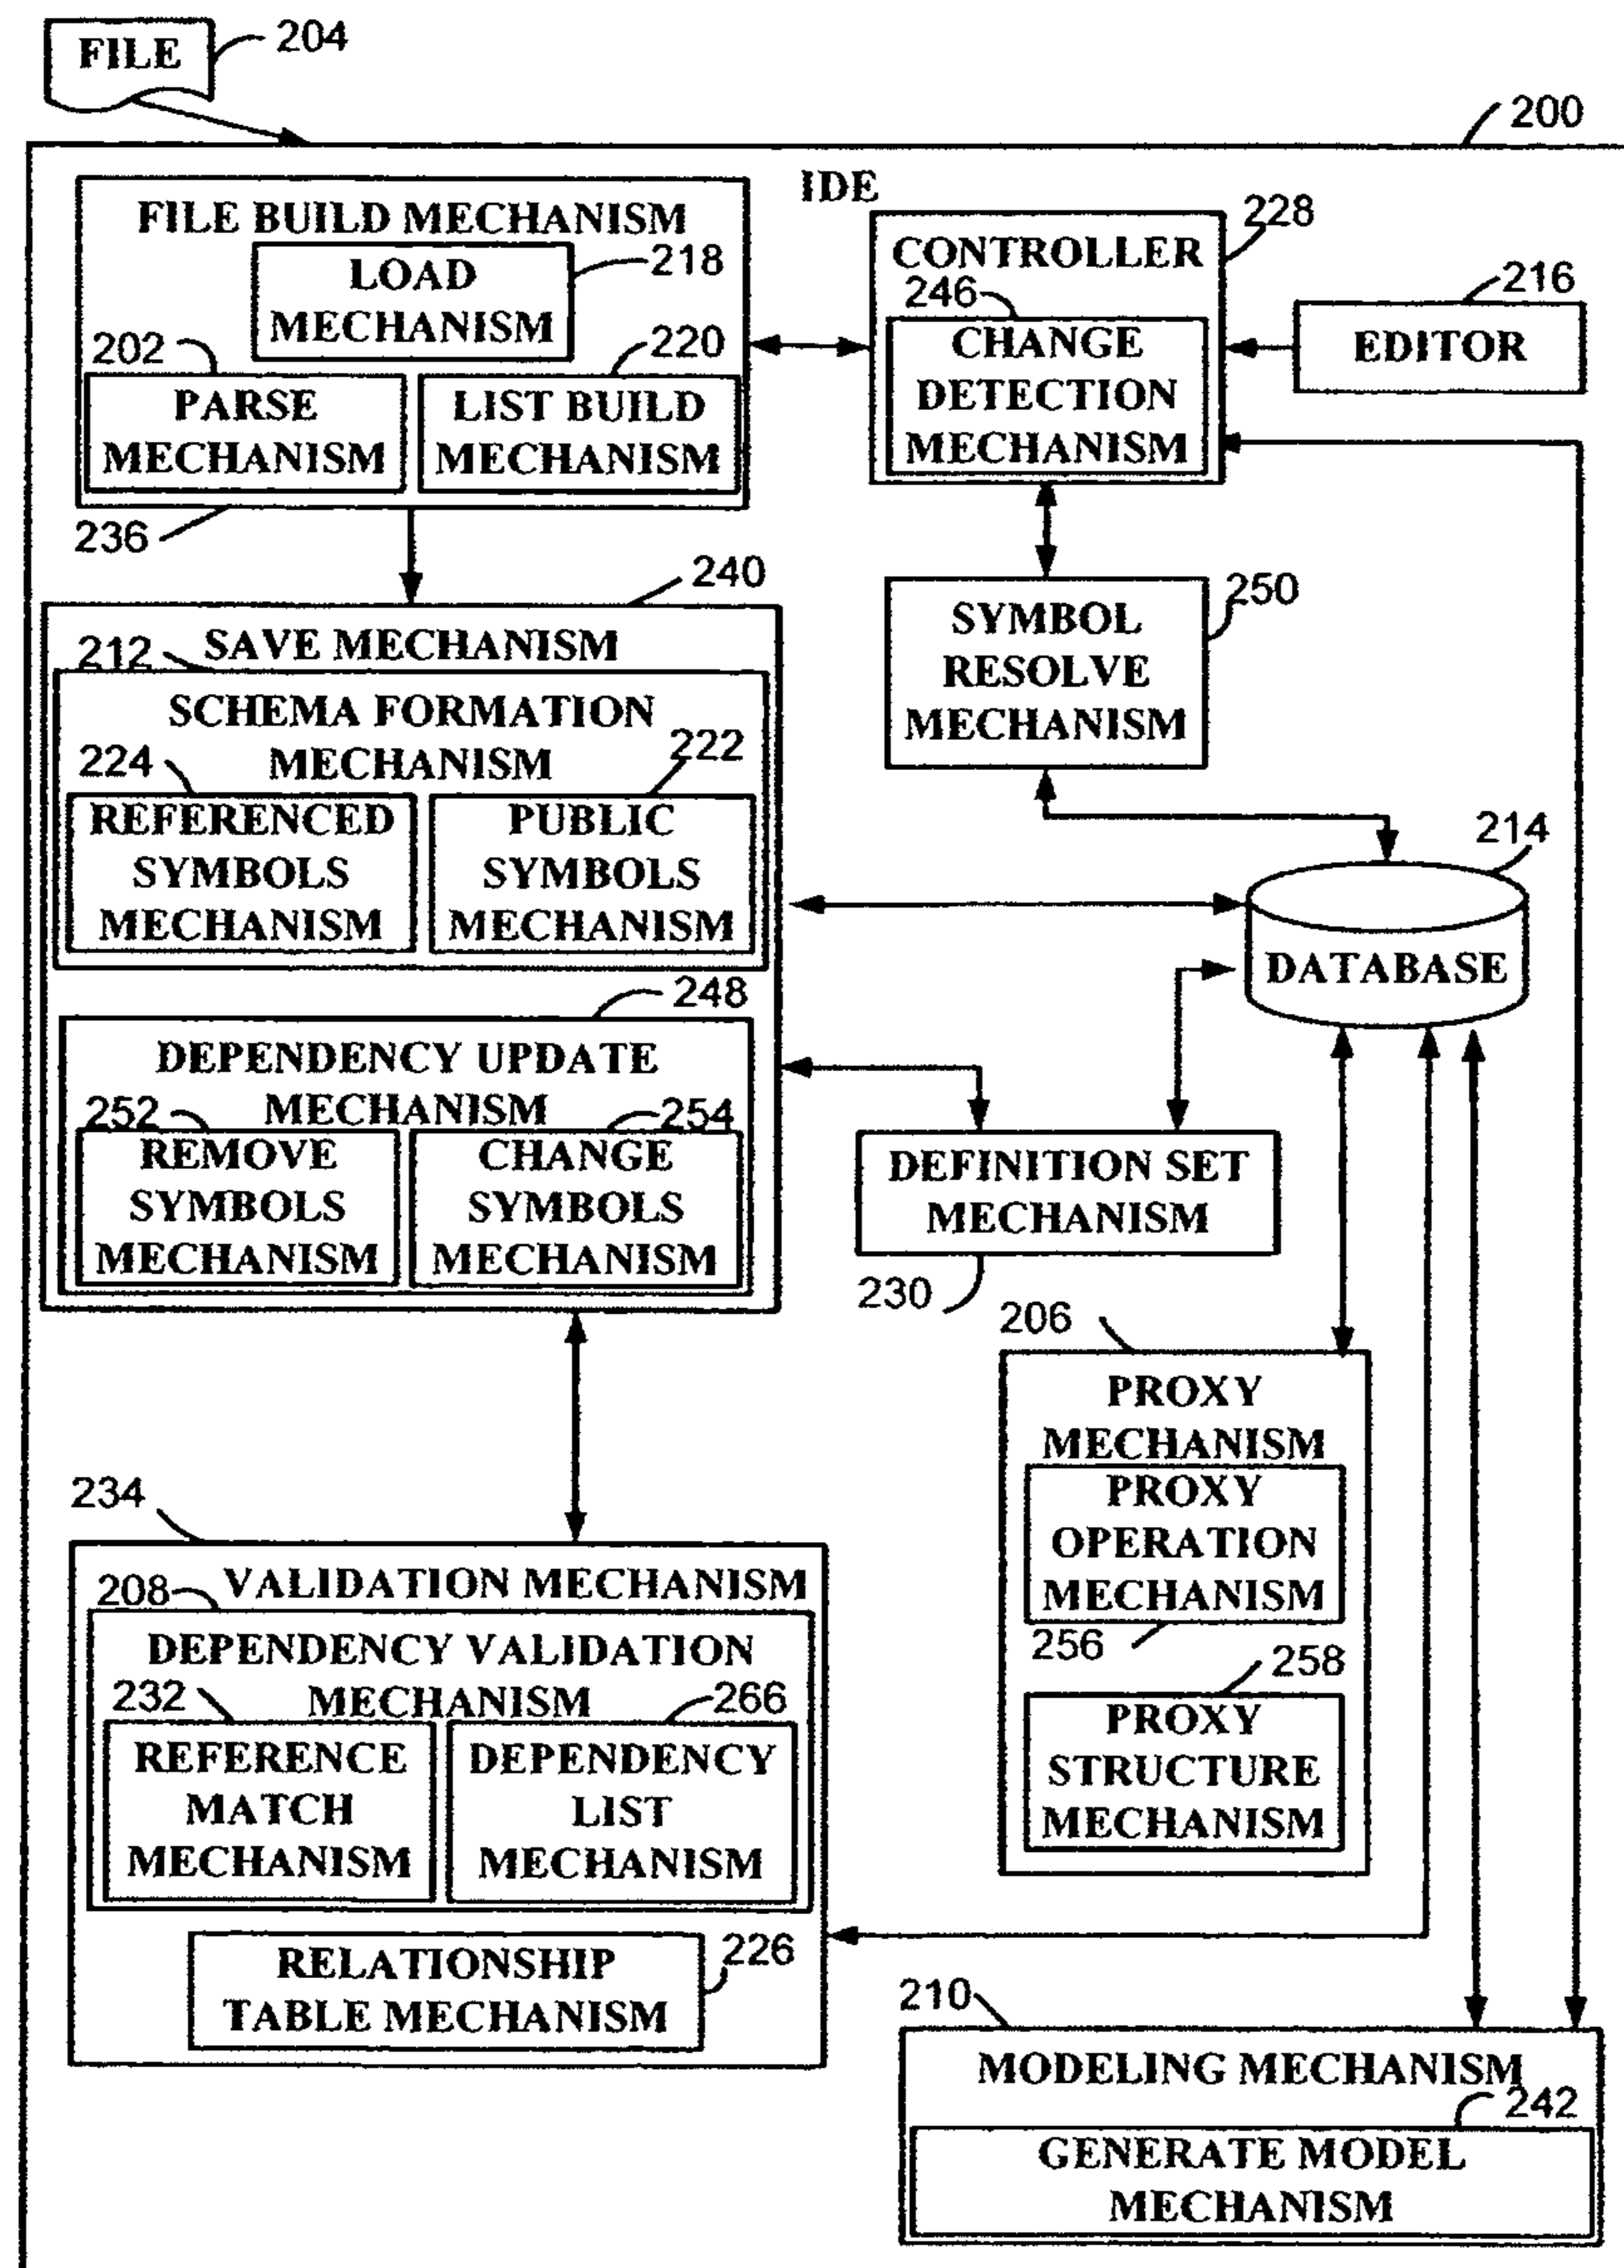 FILE
204
200
IDE
FILE BUILD MECHANISM
LOAD
MECHANISM
218
202
PARSE
MECHANISM
220
LIST BUILD
MECHANISM
236
228
CONTROLLER
246
CHANGE
DETECTION
MECHANISM
216
EDITOR
240
SAVE MECHANISM
212
SCHEMA FORMATION
MECHANISM
224
REFERENCED
SYMBOLS
MECHANISM
222
PUBLIC
SYMBOLS
MECHANISM
250
SYMBOL
RESOLVE
MECHANISM
214
DATABASE
248
DEPENDENCY UPDATE
MECHANISM
252
REMOVE
SYMBOLS
MECHANISM
254
CHANGE
SYMBOLS
MECHANISM
DEFINITION SET
MECHANISM
230
206
PROXY
MECHANISM
PROXY
OPERATION
MECHANISM
256
258
PROXY
STRUCTURE
MECHANISM
234
VALIDATION MECHANISM
208
DEPENDENCY VALIDATION
MECHANISM
232
REFERENCE
MATCH
MECHANISM
266
DEPENDENCY
LIST
MECHANISM
RELATIONSHIP
TABLE MECHANISM
226
210
MODELING MECHANISM
242
GENERATE MODEL
MECHANISM